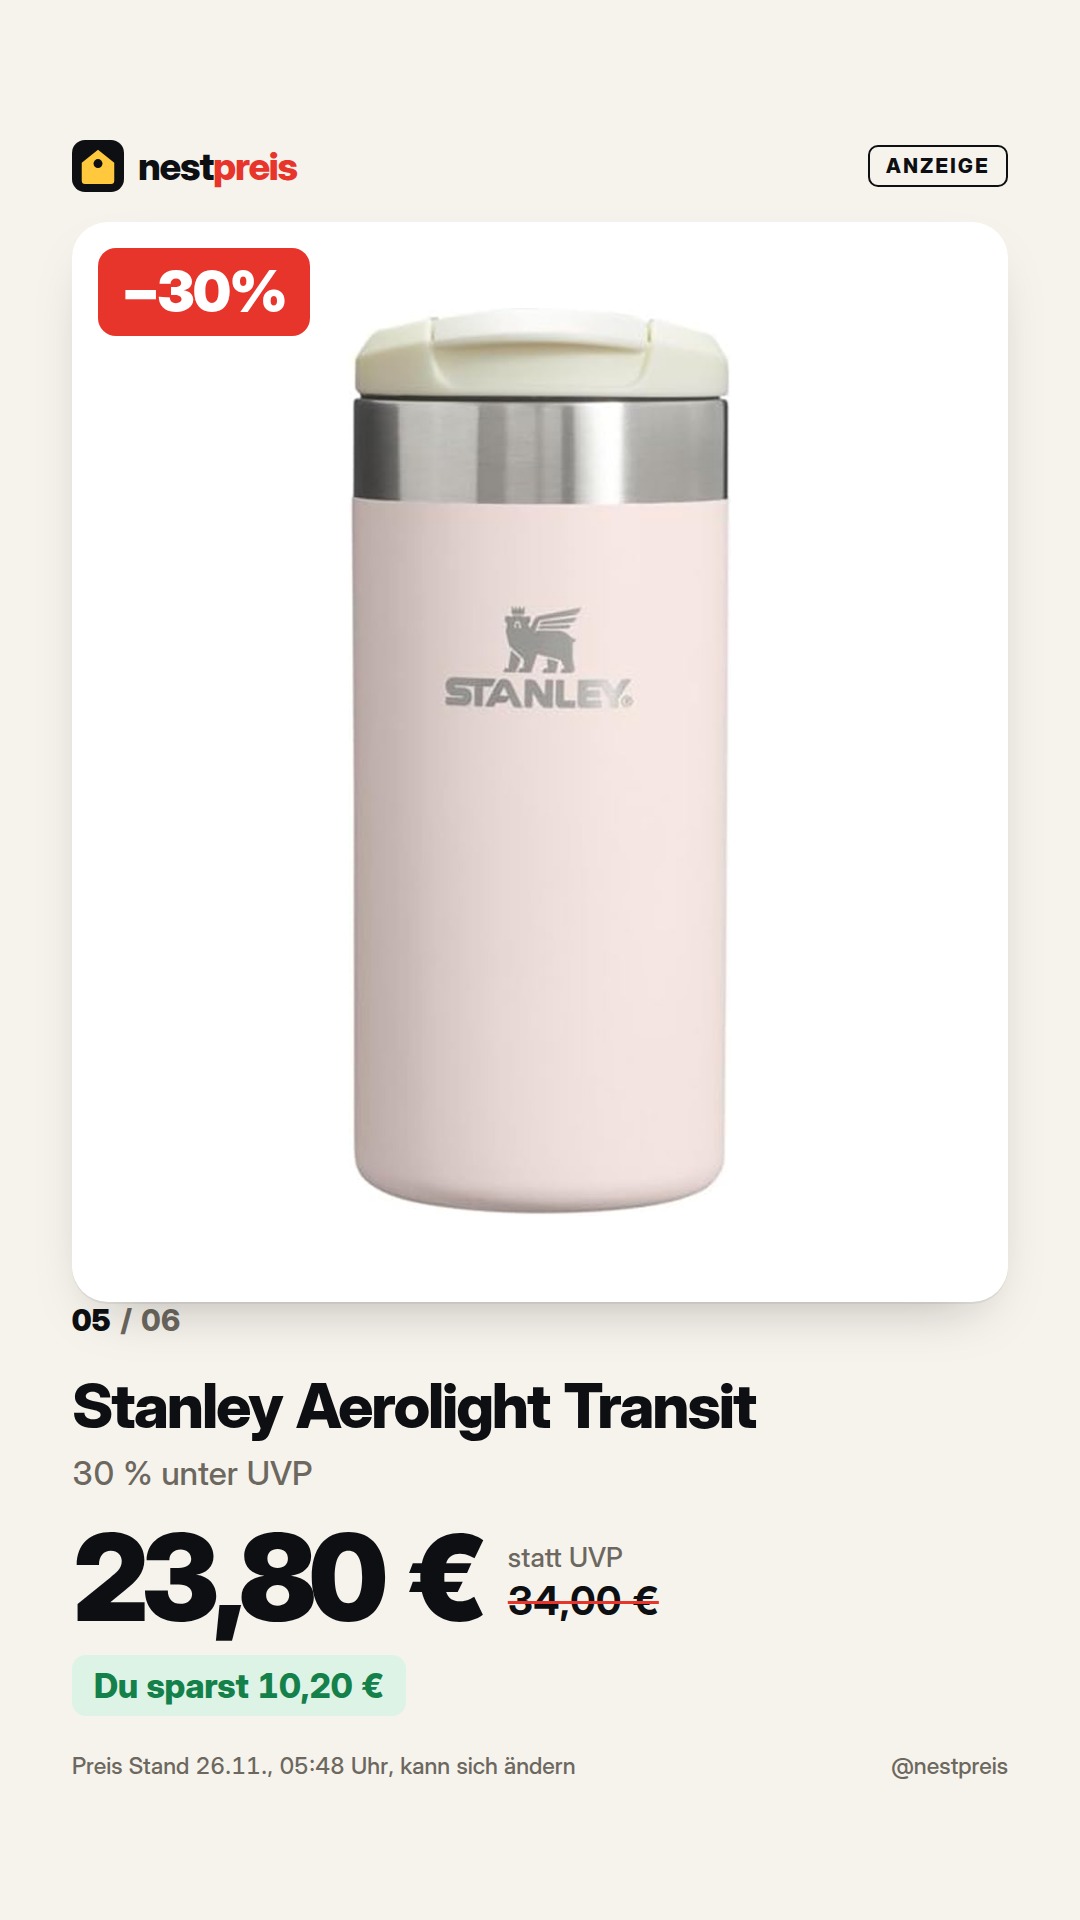 nestpreis
ANZEIGE
–30%
STANLEY®
05 / 06
Stanley Aerolight Transit
30 % unter UVP
23,80 €
statt UVP
34,00 €
Du sparst 10,20 €
Preis Stand 26.11., 05:48 Uhr, kann sich ändern
@nestpreis